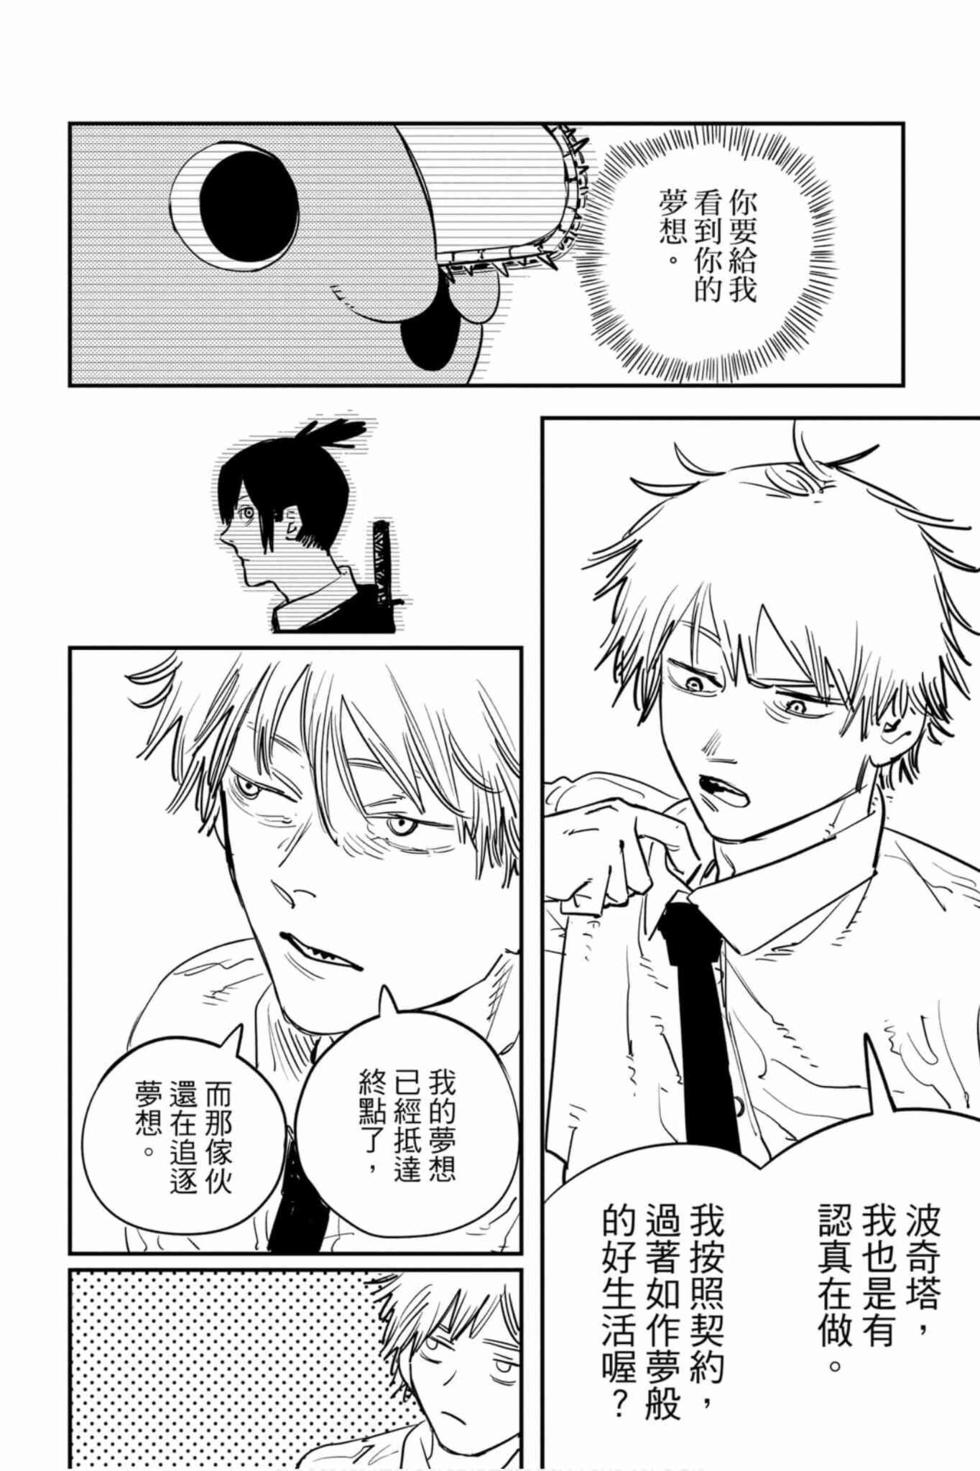 你要給我
看到你的
夢想。
波奇塔，
我也是有
認真在做。
我按照契約，
過著如作夢般
的好生活喔？
我的夢想
已經抵達
終點了，
而那傢伙
還在追逐
夢想。